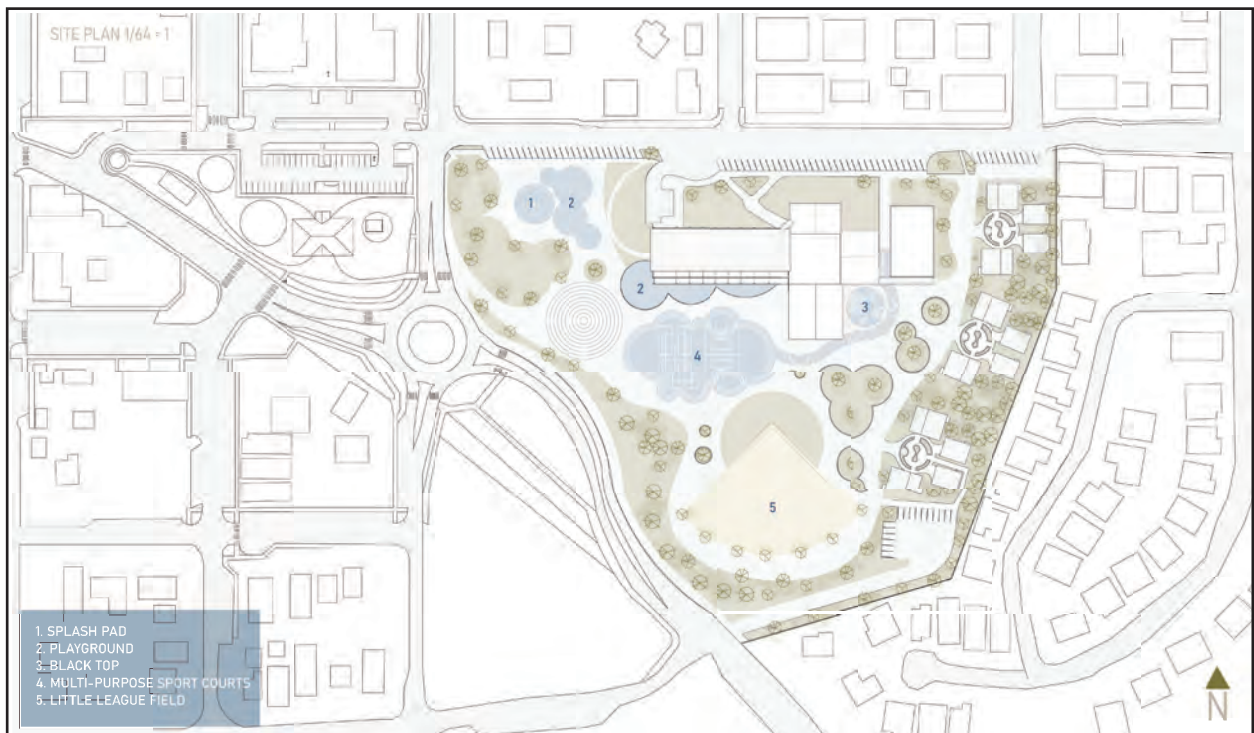 SITE PLAN 1/64 = 1'
1
2
2
3
4
5
1. SPLASH PAD
2. PLAYGROUND
3. BLACK TOP
4. MULTI-PURPOSE SPORT COURTS
5. LITTLE LEAGUE FIELD
N